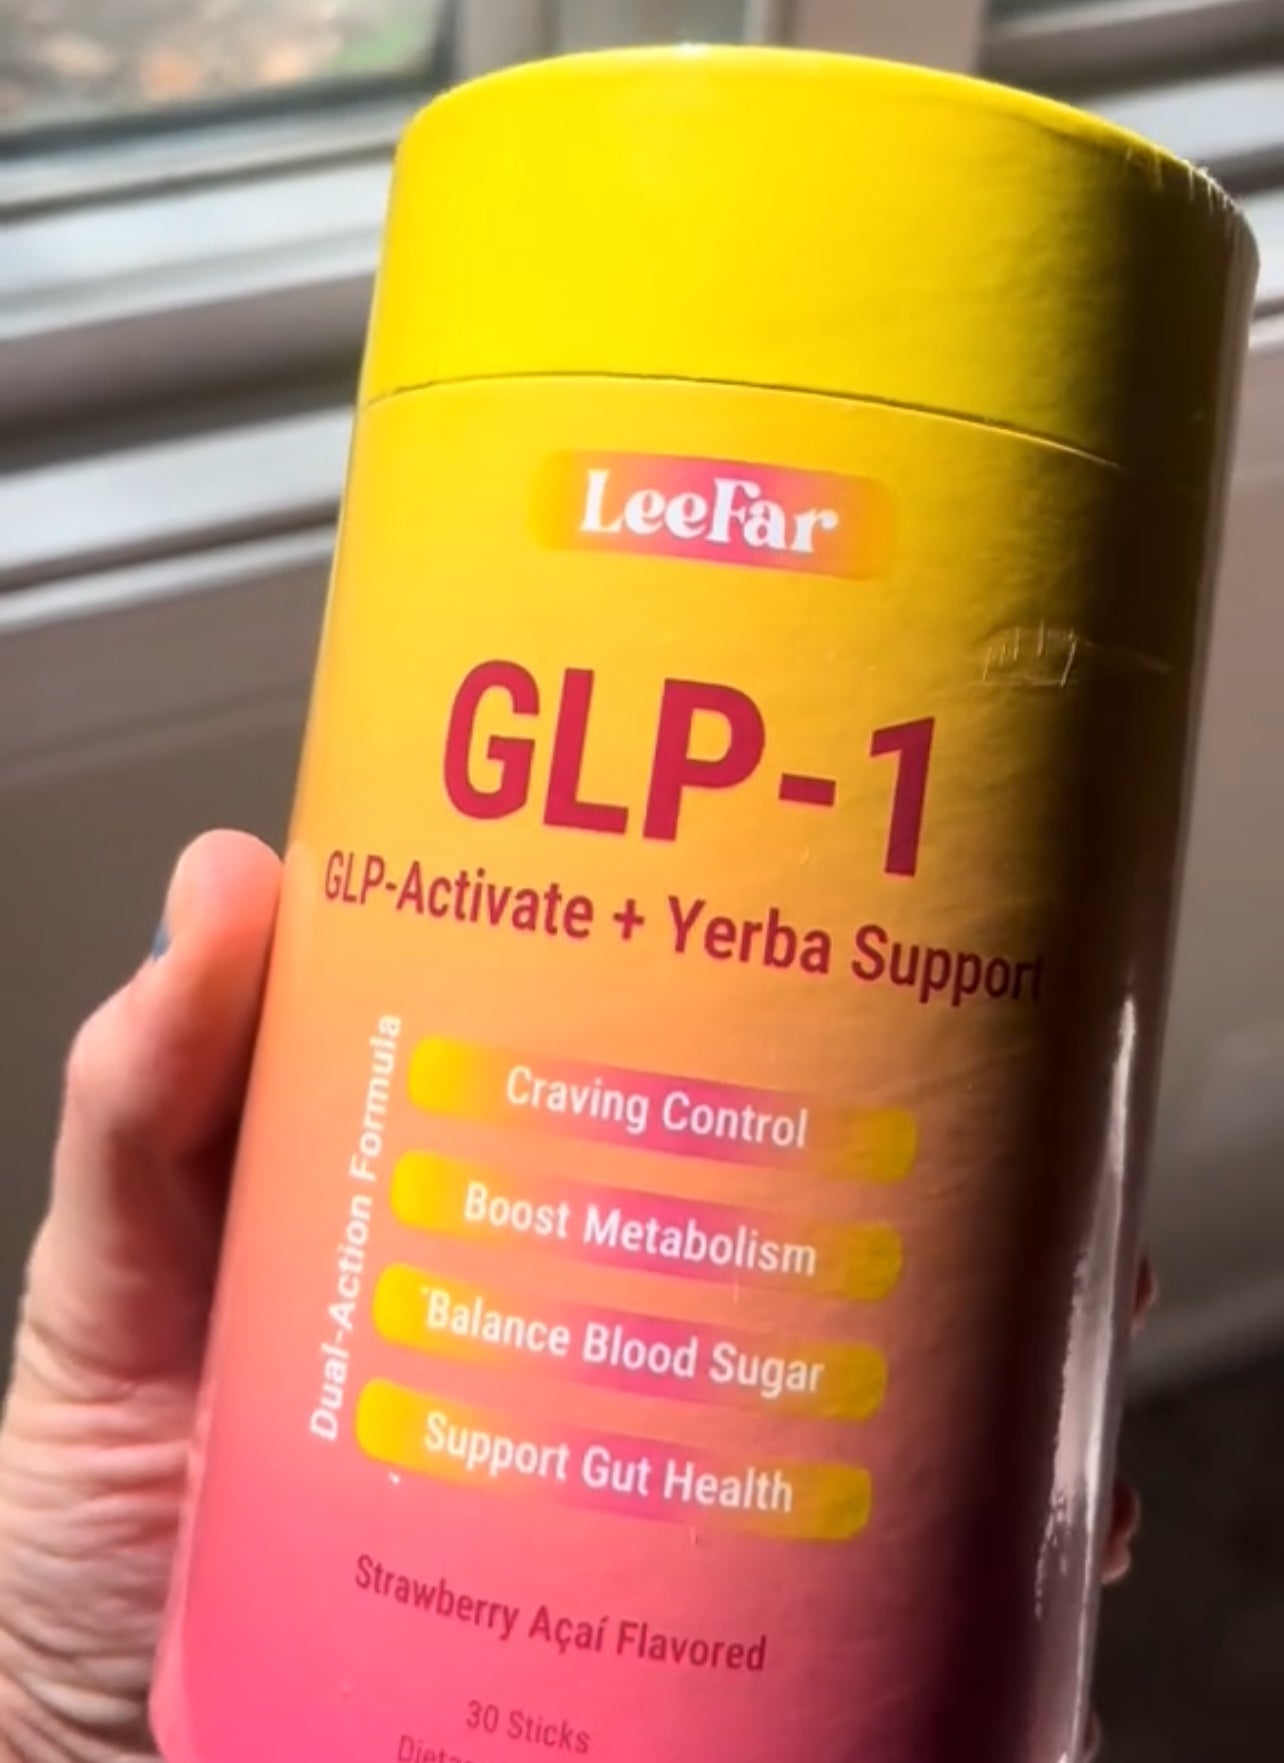 LeeFar
GLP-1
GLP-Activate + Yerba Support
Dual-Action Formula
Craving Control
Boost Metabolism
*Balance Blood Sugar
Support Gut Health
Strawberry Açaí Flavored
30 Sticks